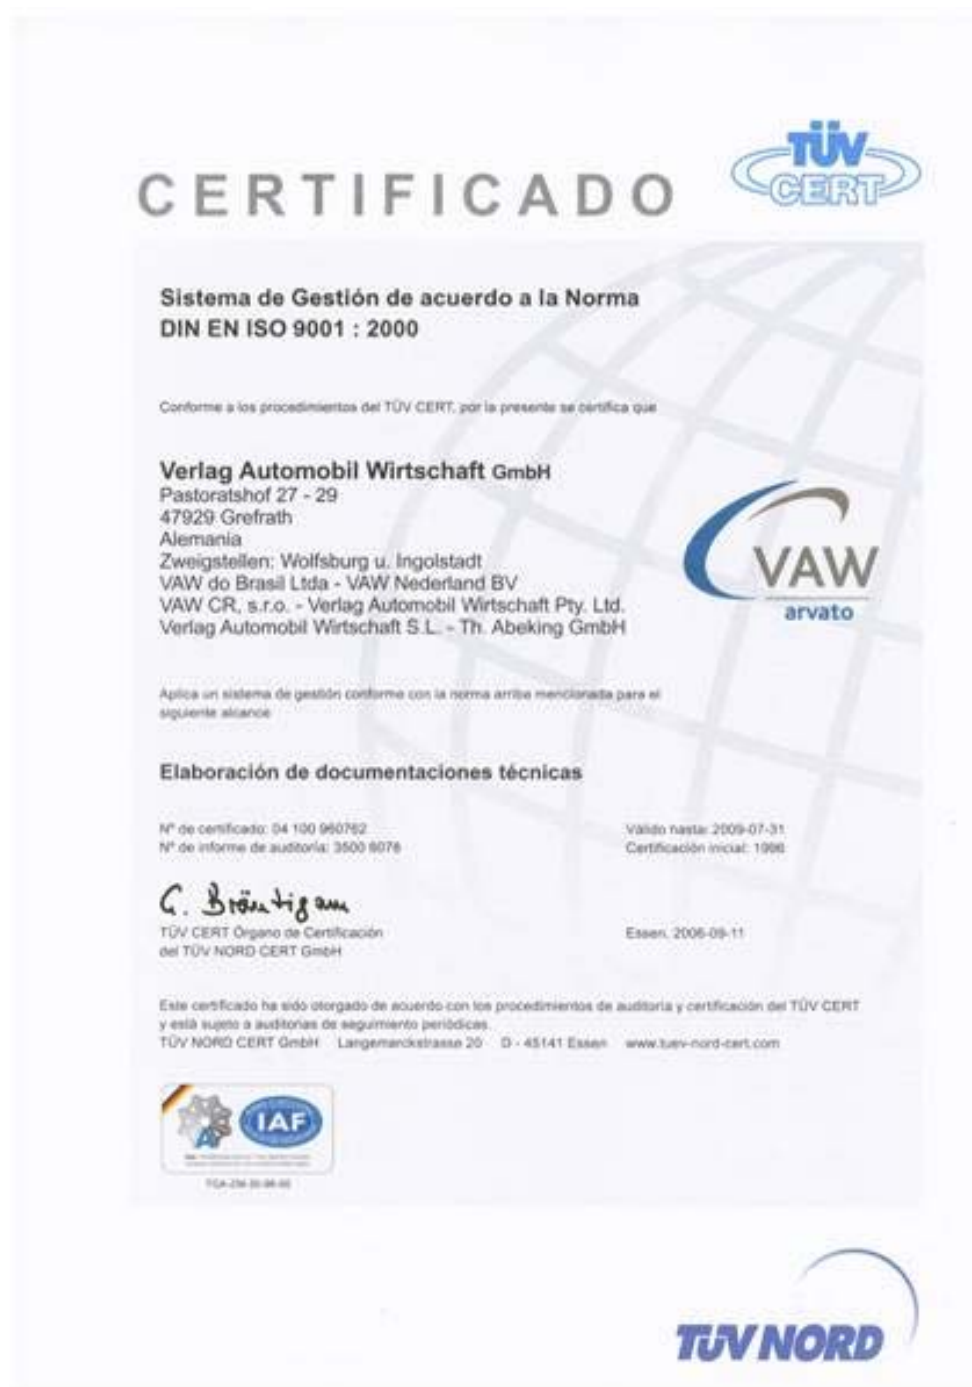 TÜV
CERT
CERTIFICADO
Sistema de Gestión de acuerdo a la Norma
DIN EN ISO 9001 : 2000
Conforme a los procedimientos del TÜV CERT, por la presente se certifica que
Verlag Automobil Wirtschaft GmbH
Pastoratshof 27 - 29
47929 Grefrath
Alemania
Zweigstellen: Wolfsburg u. Ingolstadt
VAW do Brasil Ltda - VAW Nederland BV
VAW CR, s.r.o. - Verlag Automobil Wirtschaft Pty. Ltd.
Verlag Automobil Wirtschaft S.L. - Th. Abeking GmbH
VAW
arvato
Aplica un sistema de gestión conforme con la norma arriba mencionada para el
siguiente alcance
Elaboración de documentaciones técnicas
Nº de certificado: 04 100 960762
Nº de informe de auditoría: 3500 6076
Válido hasta: 2009-07-31
Certificación inicial: 1996
G. Bräutigam
TÜV CERT Órgano de Certificación
del TÜV NORD CERT GmbH
Essen, 2006-09-11
Este certificado ha sido otorgado de acuerdo con los procedimientos de auditoría y certificación del TÜV CERT
y está sujeto a auditorías de seguimiento periódicas.
TÜV NORD CERT GmbH Langemarckstrasse 20 D - 45141 Essen www.tuev-nord-cert.com
IAF
TÜV NORD